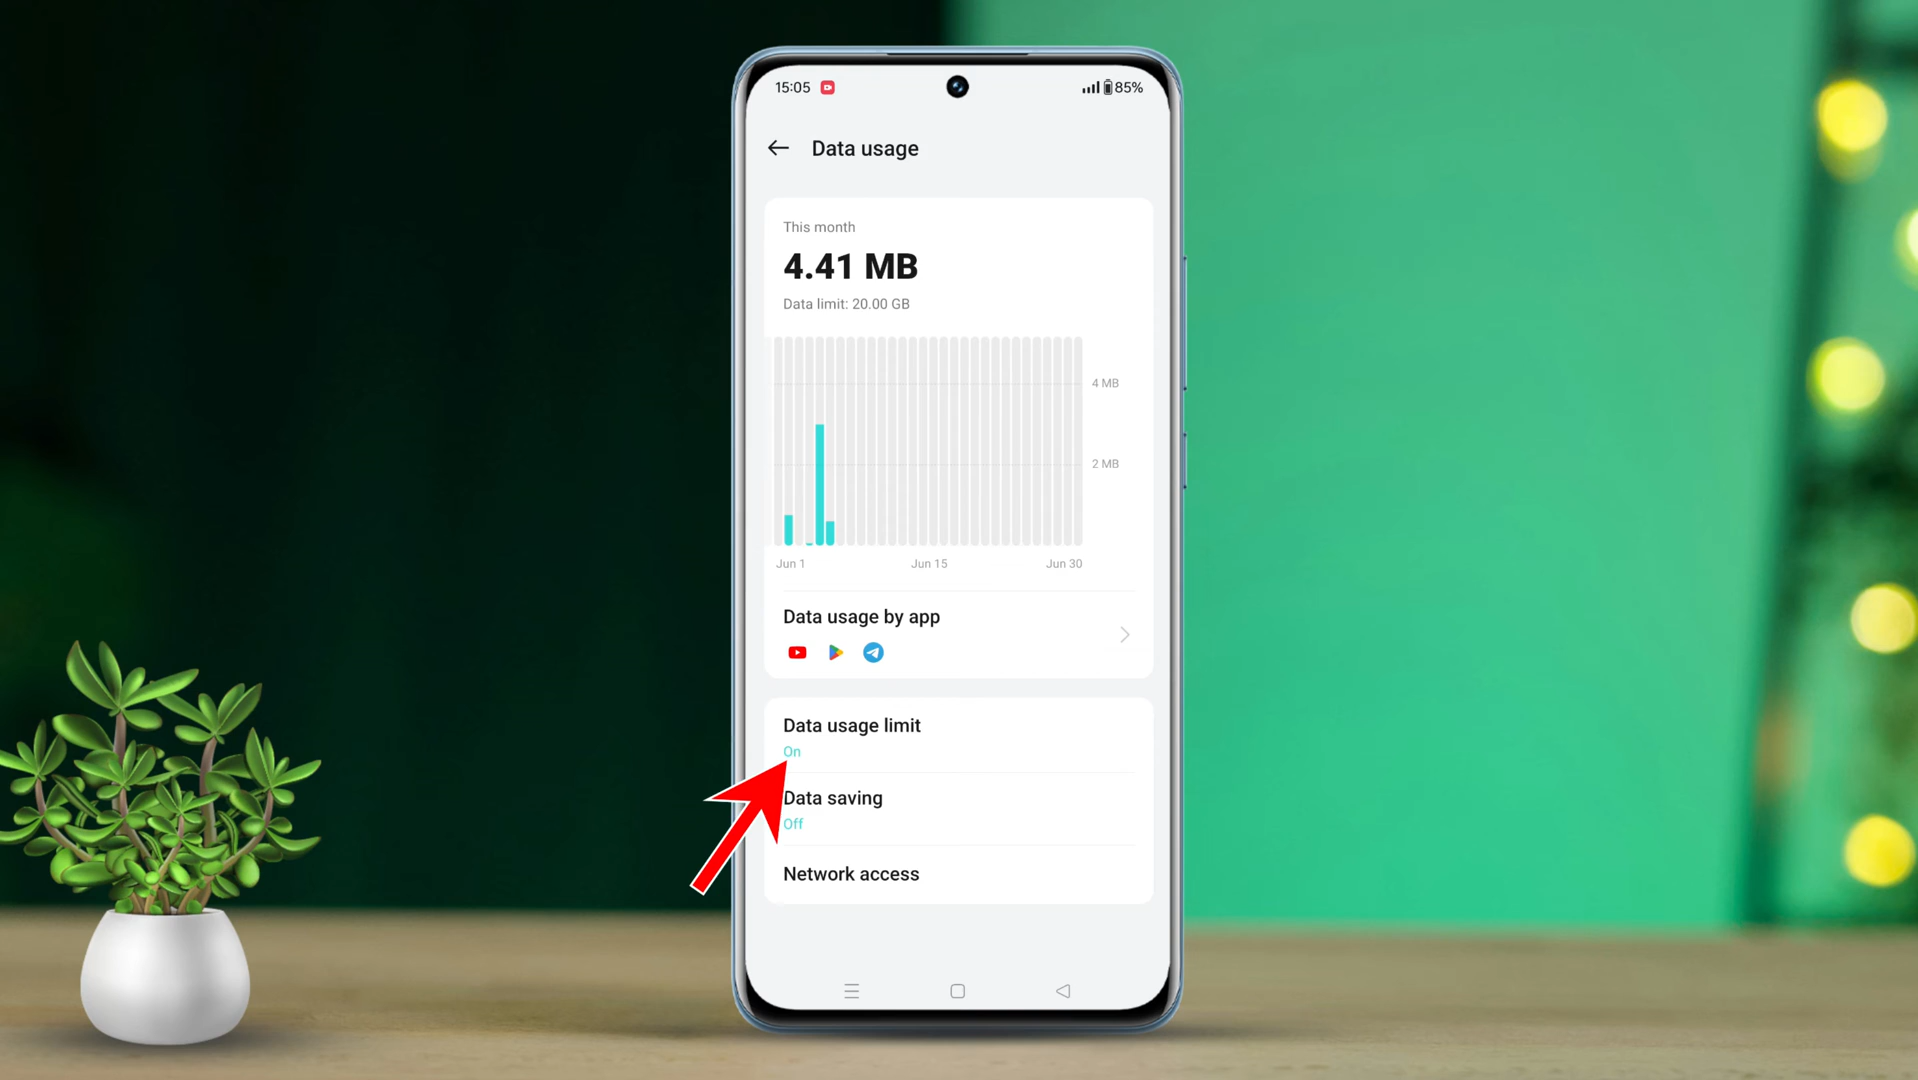 15:05
85%
Data usage
This month
4.41 MB
Data limit: 20.00 GB
4 MB
2 MB
Jun 1
Jun 15
Jun 30
Data usage by app
Data usage limit
On
Data saving
Off
Network access